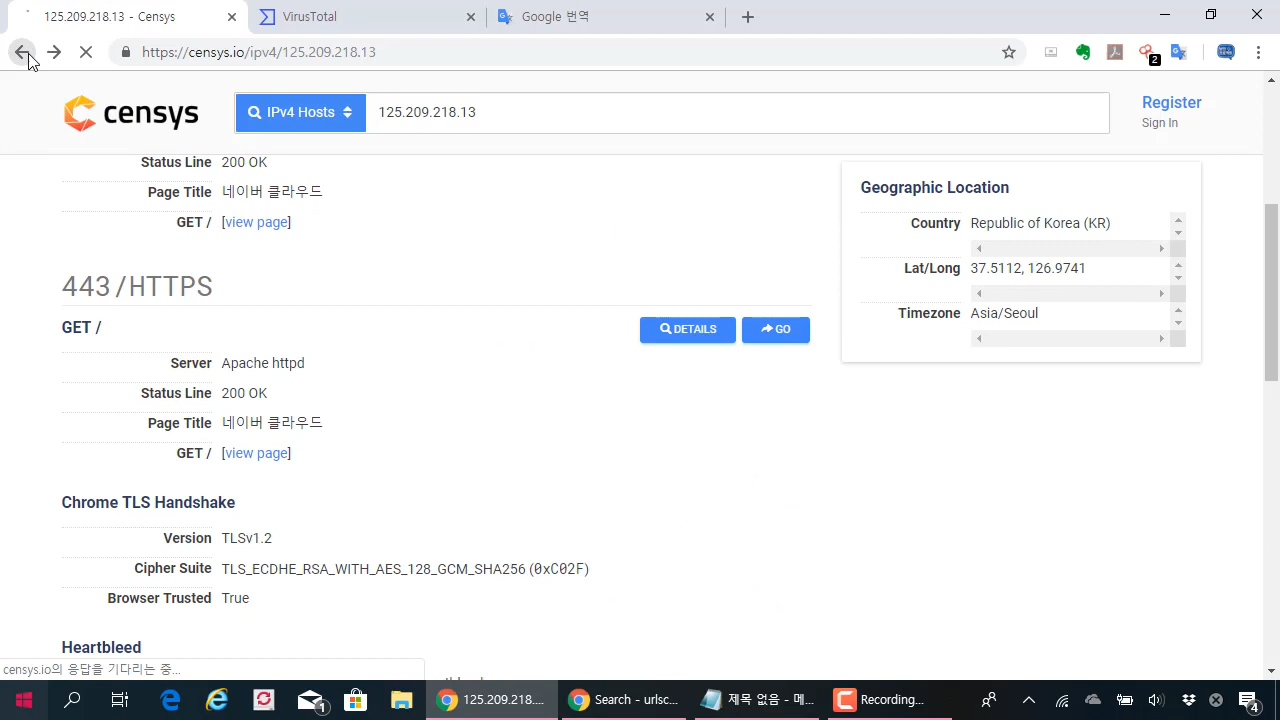 125.209.218.13 - Censys
VirusTotal
Google 번역
https://censys.io/ipv4/125.209.218.13
2
censys
IPv4 Hosts
125.209.218.13
Register
Sign In
Status Line 200 OK
Page Title 네이버 클라우드
GET / [view page]
Geographic Location
Country Republic of Korea (KR)
Lat/Long 37.5112, 126.9741
Timezone Asia/Seoul
443/HTTPS
GET /
DETAILS
GO
Server Apache httpd
Status Line 200 OK
Page Title 네이버 클라우드
GET / [view page]
Chrome TLS Handshake
Version TLSv1.2
Cipher Suite TLS_ECDHE_RSA_WITH_AES_128_GCM_SHA256 (0xC02F)
Browser Trusted True
Heartbleed
censys.io의 응답을 기다리는 중...
1
125.209.218....
Search - urlsc...
제목 없음 - 메...
Recording...
4